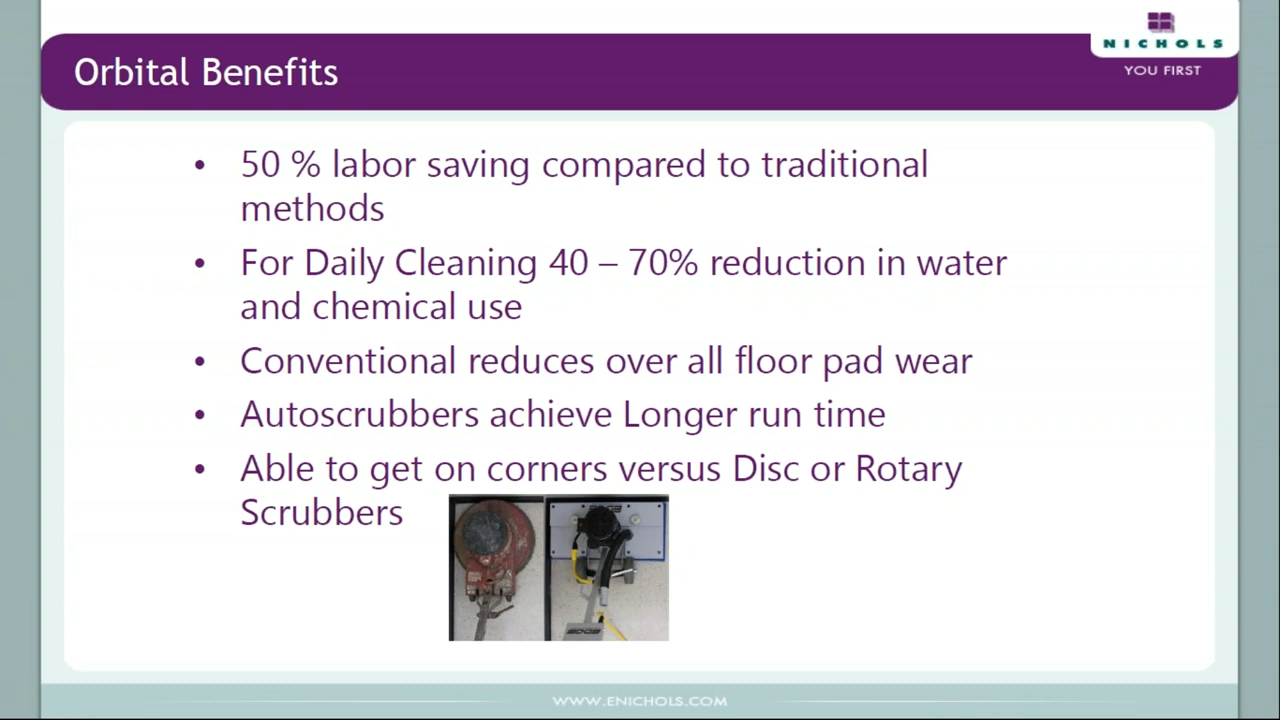 NICHOLS
YOU FIRST
Orbital Benefits
• 50 % labor saving compared to traditional
methods
• For Daily Cleaning 40 – 70% reduction in water
and chemical use
• Conventional reduces over all floor pad wear
• Autoscrubbers achieve Longer run time
• Able to get on corners versus Disc or Rotary
Scrubbers
EDGE
EDGE
WWW.ENICHOLS.COM